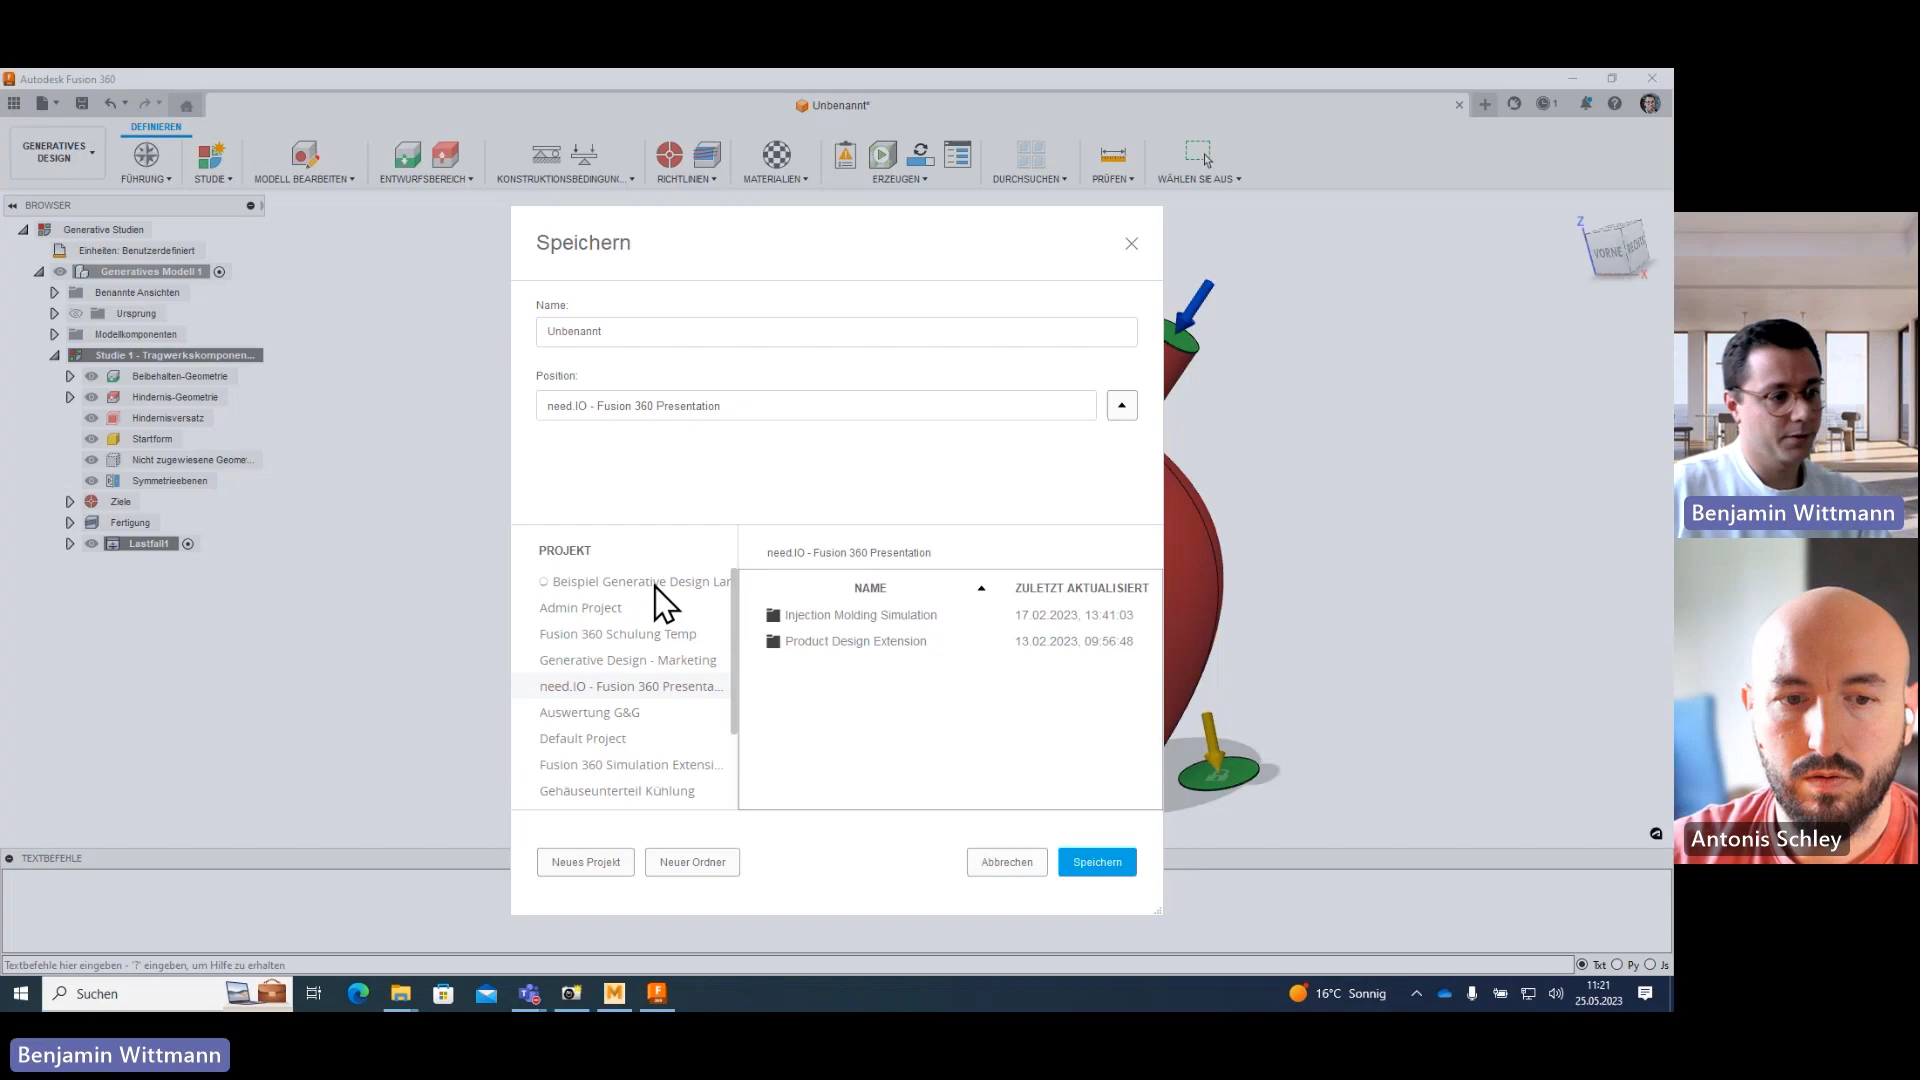 Autodesk Fusion 360
Unbenannt*
1
GENERATIVES DESIGN
DEFINIEREN
FÜHRUNG
STUDIE
MODELL BEARBEITEN
ENTWURFSBEREICH
KONSTRUKTIONSBEDINGUN...
RICHTLINIEN
MATERIALIEN
ERZEUGEN
DURCHSUCHEN
PRÜFEN
WÄHLEN SIE AUS
BROWSER
Generative Studien
Einheiten: Benutzerdefiniert
Generatives Modell 1
Benannte Ansichten
Ursprung
Modellkomponenten
Studie 1 - Tragwerkskomponen...
Beibehalten-Geometrie
Hindernis-Geometrie
Hindernisversatz
Startform
Nicht zugewiesene Geome...
Symmetrieebenen
Ziele
Fertigung
Lastfall1
Z
VORNE
RECHTS
X
Speichern
Name:
Unbenannt
Position:
need.IO - Fusion 360 Presentation
PROJEKT
Beispiel Generative Design Lar
Admin Project
Fusion 360 Schulung Temp
Generative Design - Marketing
need.IO - Fusion 360 Presenta...
Auswertung G&G
Default Project
Fusion 360 Simulation Extensi...
Gehäuseunterteil Kühlung
need.IO - Fusion 360 Presentation
NAME
ZULETZT AKTUALISIERT
Injection Molding Simulation
17.02.2023, 13:41:03
Product Design Extension
13.02.2023, 09:56:48
Neues Projekt
Neuer Ordner
Abbrechen
Speichern
TEXTBEFEHLE
Textbefehle hier eingeben - '?' eingeben, um Hilfe zu erhalten
Txt
Py
Js
Suchen
16°C Sonnig
11:21
25.05.2023
Benjamin Wittmann
Antonis Schley
Benjamin Wittmann